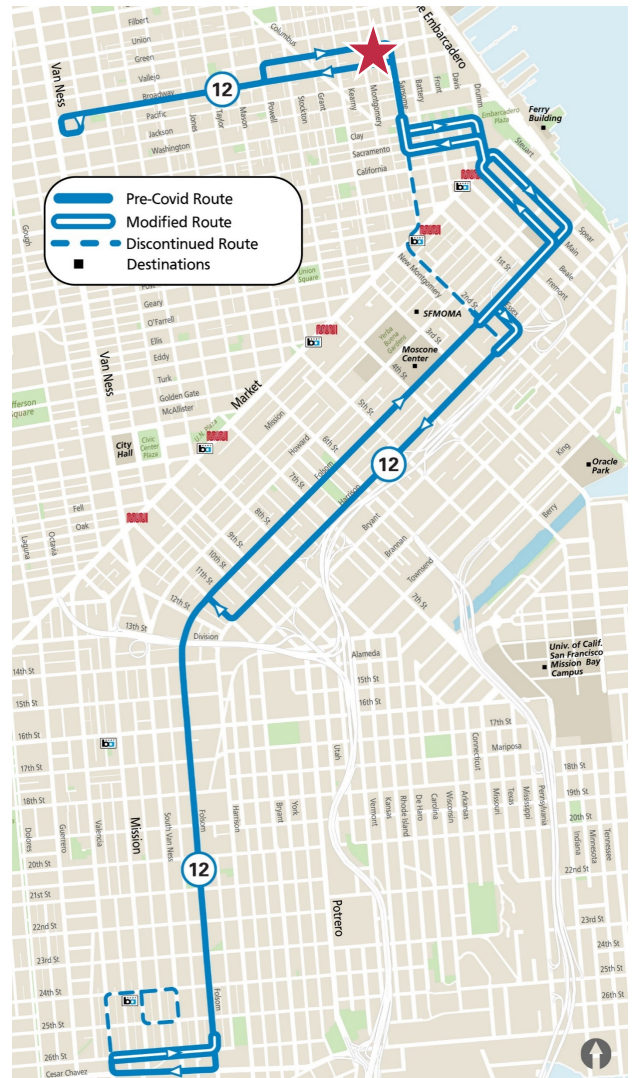 Filbert
Union
Green
Vallejo
Broadway
Pacific
Jackson
Washington
Van Ness
Columbus
The Embarcadero
12
Jones
Taylor
Mason
Powell
Stockton
Grant
Kearny
Montgomery
Sansome
Battery
Front
Davis
Drumm
Clay
Sacramento
California
Embarcadero
Plaza
Steuart
Ferry
Building
Pre-Covid Route
Modified Route
Discontinued Route
Destinations
Gough
Spear
Main
Beale
Fremont
1st St
Essex
2nd St
New Montgomery
SFMOMA
3rd St
Yerba
Buena
Gardens
Moscone
Center
4th St
Union
Square
Post
Geary
O'Farrell
Ellis
Eddy
Turk
Golden Gate
McAllister
Van Ness
Market
Mission
Howard
Folsom
Harrison
5th St
6th St
7th St
8th St
9th St
10th St
11th St
12th St
13th St
Division
Jefferson
Square
City
Hall
Civic
Center
Plaza
U.N. Plaza
Fell
Oak
Laguna
Octavia
12
Bryant
Brannan
Townsend
7th St
King
Berry
Oracle
Park
Univ. of Calif.
San Francisco
Mission Bay
Campus
Alameda
15th St
16th St
17th St
Mariposa
18th St
19th St
20th St
22nd St
23rd St
24th St
25th St
26th St
14th St
15th St
16th St
17th St
18th St
20th St
21st St
22nd St
23rd St
24th St
25th St
26th St
Cesar Chavez
Dolores
Guerrero
Valencia
Mission
South Van Ness
Folsom
Harrison
Bryant
York
Utah
Potrero
Vermont
Kansas
Rhode Island
De Haro
Carolina
Wisconsin
Arkansas
Connecticut
Missouri
Texas
Mississippi
Pennsylvania
Indiana
Minnesota
Tennessee
12
Folsom